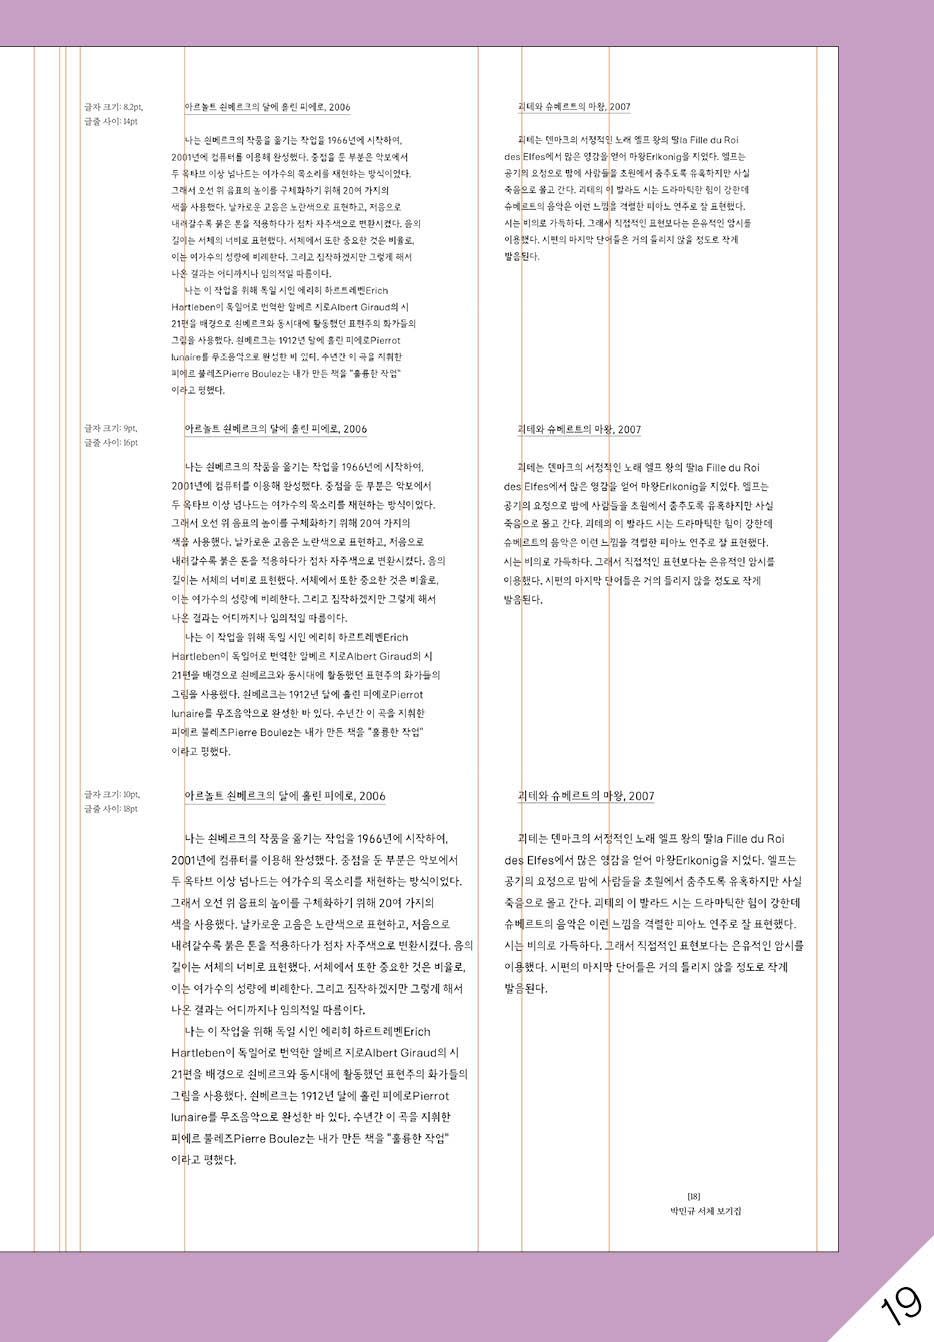 글자 크기: 8.2pt,
글줄 사이: 14pt
아르놀트 쇤베르크의 달에 홀린 피에로, 2006
나는 쇤베르크의 작품을 옮기는 작업을 1966년에 시작하여,
2001년에 컴퓨터를 이용해 완성했다. 중점을 둔 부분은 악보에서
두 옥타브 이상 넘나드는 여가수의 목소리를 재현하는 방식이었다.
그래서 오선 위 음표의 높이를 구체화하기 위해 20여 가지의
색을 사용했다. 날카로운 고음은 노란색으로 표현하고, 저음으로
내려갈수록 붉은 톤을 적용하다가 점차 자주색으로 변환시켰다. 음의
길이는 서체의 너비로 표현했다. 서체에서 또한 중요한 것은 비율로,
이는 여가수의 성량에 비례한다. 그리고 짐작하겠지만 그렇게 해서
나온 결과는 어디까지나 임의적일 따름이다.
나는 이 작업을 위해 독일 시인 에리히 하르트레벤Erich
Hartleben이 독일어로 번역한 알베르 지로Albert Giraud의 시
21편을 배경으로 쇤베르크와 동시대에 활동했던 표현주의 화가들의
그림을 사용했다. 쇤베르크는 1912년 달에 홀린 피에로Pierrot
lunaire를 무조음악으로 완성한 바 있다. 수년간 이 곡을 지휘한
피에르 불레즈Pierre Boulez는 내가 만든 책을 "훌륭한 작업"
이라고 평했다.
괴테와 슈베르트의 마왕, 2007
괴테는 덴마크의 서정적인 노래 엘프 왕의 딸la Fille du Roi
des Elfes에서 많은 영감을 얻어 마왕Erlkonig을 지었다. 엘프는
공기의 요정으로 밤에 사람들을 초원에서 춤추도록 유혹하지만 사실
죽음으로 몰고 간다. 괴테의 이 발라드 시는 드라마틱한 힘이 강한데
슈베르트의 음악은 이런 느낌을 격렬한 피아노 연주로 잘 표현했다.
시는 비의로 가득하다. 그래서 직접적인 표현보다는 은유적인 암시를
이용했다. 시편의 마지막 단어들은 거의 들리지 않을 정도로 작게
발음된다.
글자 크기: 9pt,
글줄 사이: 16pt
아르놀트 쇤베르크의 달에 홀린 피에로, 2006
나는 쇤베르크의 작품을 옮기는 작업을 1966년에 시작하여,
2001년에 컴퓨터를 이용해 완성했다. 중점을 둔 부분은 악보에서
두 옥타브 이상 넘나드는 여가수의 목소리를 재현하는 방식이었다.
그래서 오선 위 음표의 높이를 구체화하기 위해 20여 가지의
색을 사용했다. 날카로운 고음은 노란색으로 표현하고, 저음으로
내려갈수록 붉은 톤을 적용하다가 점차 자주색으로 변환시켰다. 음의
길이는 서체의 너비로 표현했다. 서체에서 또한 중요한 것은 비율로,
이는 여가수의 성량에 비례한다. 그리고 짐작하겠지만 그렇게 해서
나온 결과는 어디까지나 임의적일 따름이다.
나는 이 작업을 위해 독일 시인 에리히 하르트레벤Erich
Hartleben이 독일어로 번역한 알베르 지로Albert Giraud의 시
21편을 배경으로 쇤베르크와 동시대에 활동했던 표현주의 화가들의
그림을 사용했다. 쇤베르크는 1912년 달에 홀린 피에로Pierrot
lunaire를 무조음악으로 완성한 바 있다. 수년간 이 곡을 지휘한
피에르 불레즈Pierre Boulez는 내가 만든 책을 "훌륭한 작업"
이라고 평했다.
괴테와 슈베르트의 마왕, 2007
괴테는 덴마크의 서정적인 노래 엘프 왕의 딸la Fille du Roi
des Elfes에서 많은 영감을 얻어 마왕Erlkonig을 지었다. 엘프는
공기의 요정으로 밤에 사람들을 초원에서 춤추도록 유혹하지만 사실
죽음으로 몰고 간다. 괴테의 이 발라드 시는 드라마틱한 힘이 강한데
슈베르트의 음악은 이런 느낌을 격렬한 피아노 연주로 잘 표현했다.
시는 비의로 가득하다. 그래서 직접적인 표현보다는 은유적인 암시를
이용했다. 시편의 마지막 단어들은 거의 들리지 않을 정도로 작게
발음된다.
글자 크기: 10pt,
글줄 사이: 18pt
아르놀트 쇤베르크의 달에 홀린 피에로, 2006
나는 쇤베르크의 작품을 옮기는 작업을 1966년에 시작하여,
2001년에 컴퓨터를 이용해 완성했다. 중점을 둔 부분은 악보에서
두 옥타브 이상 넘나드는 여가수의 목소리를 재현하는 방식이었다.
그래서 오선 위 음표의 높이를 구체화하기 위해 20여 가지의
색을 사용했다. 날카로운 고음은 노란색으로 표현하고, 저음으로
내려갈수록 붉은 톤을 적용하다가 점차 자주색으로 변환시켰다. 음의
길이는 서체의 너비로 표현했다. 서체에서 또한 중요한 것은 비율로,
이는 여가수의 성량에 비례한다. 그리고 짐작하겠지만 그렇게 해서
나온 결과는 어디까지나 임의적일 따름이다.
나는 이 작업을 위해 독일 시인 에리히 하르트레벤Erich
Hartleben이 독일어로 번역한 알베르 지로Albert Giraud의 시
21편을 배경으로 쇤베르크와 동시대에 활동했던 표현주의 화가들의
그림을 사용했다. 쇤베르크는 1912년 달에 홀린 피에로Pierrot
lunaire를 무조음악으로 완성한 바 있다. 수년간 이 곡을 지휘한
피에르 불레즈Pierre Boulez는 내가 만든 책을 "훌륭한 작업"
이라고 평했다.
괴테와 슈베르트의 마왕, 2007
괴테는 덴마크의 서정적인 노래 엘프 왕의 딸la Fille du Roi
des Elfes에서 많은 영감을 얻어 마왕Erlkonig을 지었다. 엘프는
공기의 요정으로 밤에 사람들을 초원에서 춤추도록 유혹하지만 사실
죽음으로 몰고 간다. 괴테의 이 발라드 시는 드라마틱한 힘이 강한데
슈베르트의 음악은 이런 느낌을 격렬한 피아노 연주로 잘 표현했다.
시는 비의로 가득하다. 그래서 직접적인 표현보다는 은유적인 암시를
이용했다. 시편의 마지막 단어들은 거의 들리지 않을 정도로 작게
발음된다.
[18]
박민규 서체 보기집
19